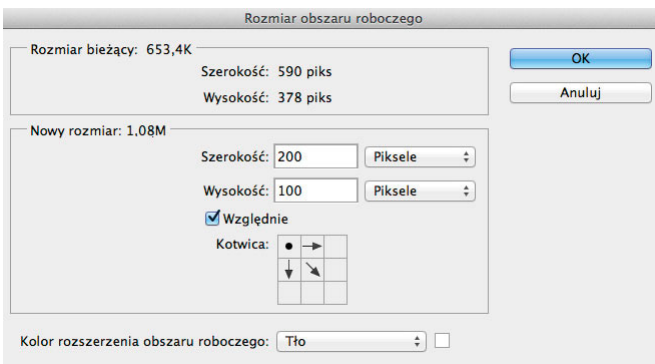 Rozmiar obszaru roboczego
Rozmiar bieżący: 653,4K
Szerokość: 590 piks
Wysokość: 378 piks
OK
Anuluj
Nowy rozmiar: 1,08M
Szerokość: 200 Piksele
Wysokość: 100 Piksele
Względnie
Kotwica:
Kolor rozszerzenia obszaru roboczego: Tło